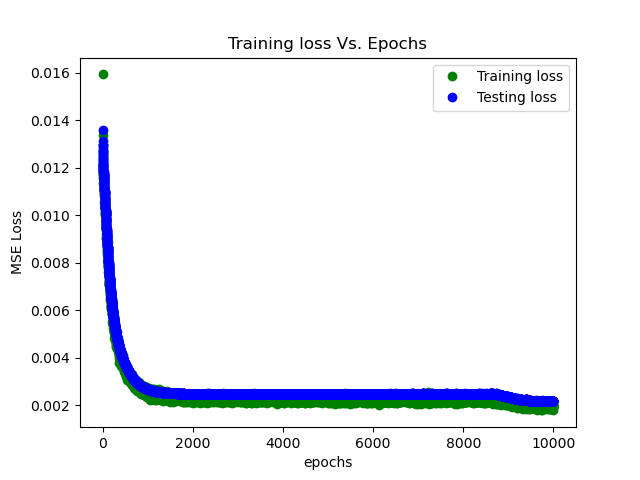 Training loss Vs. Epochs
Training loss
Testing loss
0.016
0.014
0.012
0.010
0.008
0.006
0.004
0.002
MSE Loss
0 2000 4000 6000 8000 10000
epochs